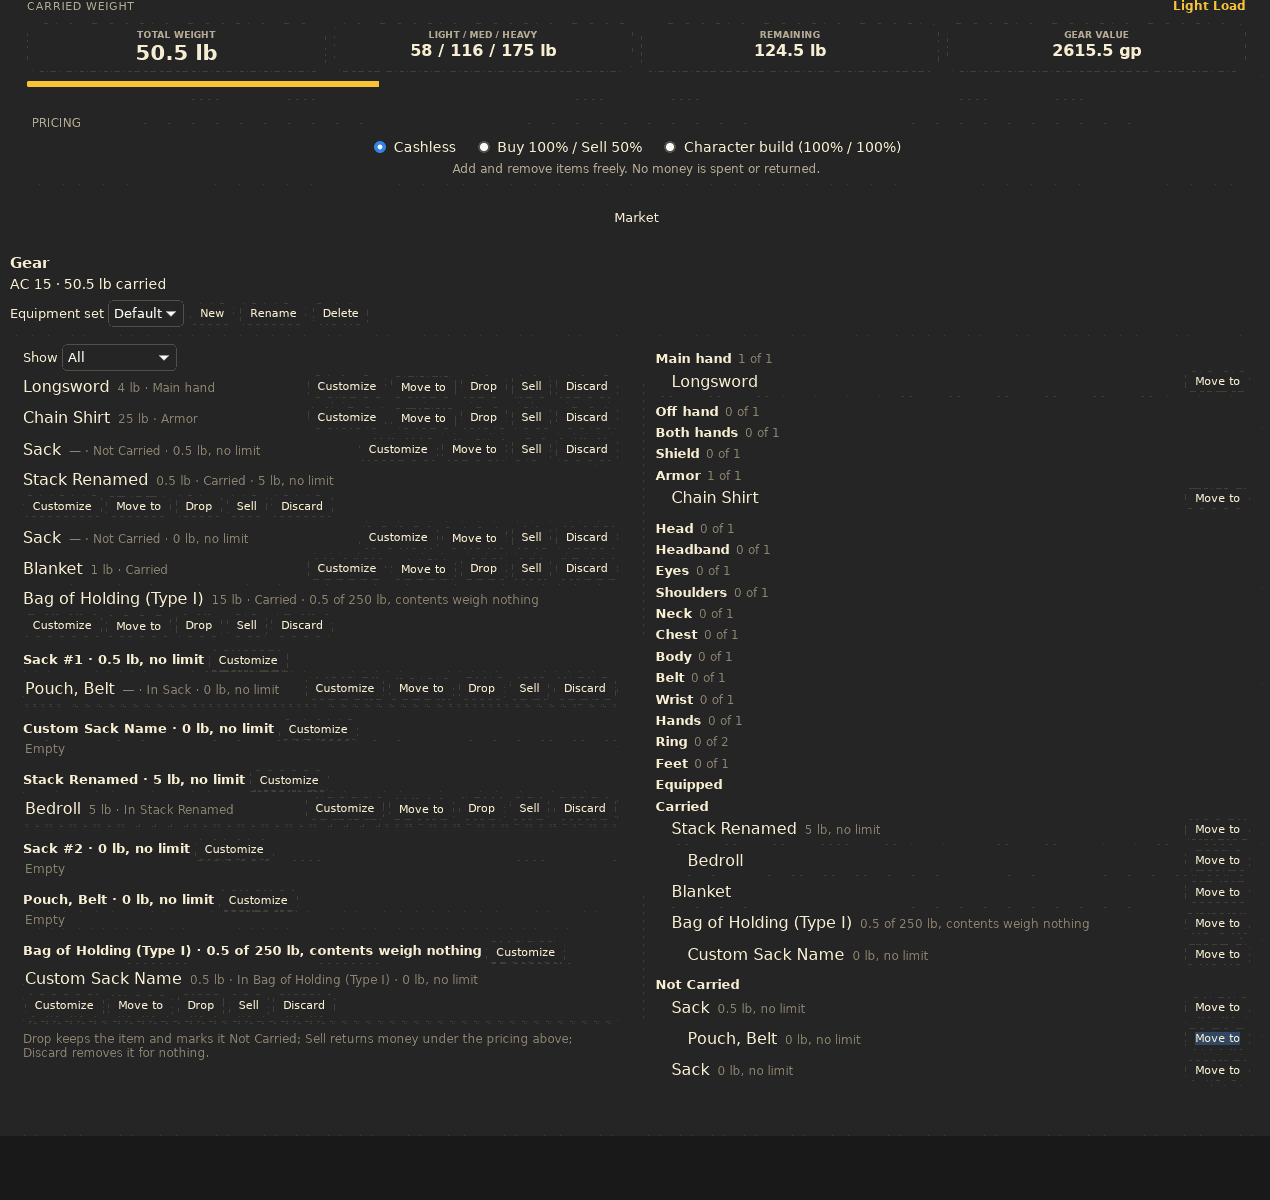 CARRIED WEIGHT Light Load
TOTAL WEIGHT LIGHT / MED / HEAVY REMAINING GEAR VALUE
50.5 lb 58 / 116 / 175 lb 124.5 lb 2615.5 gp
PRICING
Cashless Buy 100% / Sell 50% Character build (100% / 100%)
Add and remove items freely. No money is spent or returned.
Market
Gear
AC 15 · 50.5 lb carried
Equipment set Default New Rename Delete
Show All
Longsword 4 lb · Main hand Customize Move to Drop Sell Discard
Chain Shirt 25 lb · Armor Customize Move to Drop Sell Discard
Sack — · Not Carried · 0.5 lb, no limit Customize Move to Sell Discard
Stack Renamed 0.5 lb · Carried · 5 lb, no limit
Customize Move to Drop Sell Discard
Sack — · Not Carried · 0 lb, no limit Customize Move to Sell Discard
Blanket 1 lb · Carried Customize Move to Drop Sell Discard
Bag of Holding (Type I) 15 lb · Carried · 0.5 of 250 lb, contents weigh nothing
Customize Move to Drop Sell Discard
Sack #1 · 0.5 lb, no limit Customize
Pouch, Belt — · In Sack · 0 lb, no limit Customize Move to Drop Sell Discard
Custom Sack Name · 0 lb, no limit Customize
Empty
Stack Renamed · 5 lb, no limit Customize
Bedroll 5 lb · In Stack Renamed Customize Move to Drop Sell Discard
Sack #2 · 0 lb, no limit Customize
Empty
Pouch, Belt · 0 lb, no limit Customize
Empty
Bag of Holding (Type I) · 0.5 of 250 lb, contents weigh nothing Customize
Custom Sack Name 0.5 lb · In Bag of Holding (Type I) · 0 lb, no limit
Customize Move to Drop Sell Discard
Drop keeps the item and marks it Not Carried; Sell returns money under the pricing above;
Discard removes it for nothing.
Main hand 1 of 1
Longsword Move to
Off hand 0 of 1
Both hands 0 of 1
Shield 0 of 1
Armor 1 of 1
Chain Shirt Move to
Head 0 of 1
Headband 0 of 1
Eyes 0 of 1
Shoulders 0 of 1
Neck 0 of 1
Chest 0 of 1
Body 0 of 1
Belt 0 of 1
Wrist 0 of 1
Hands 0 of 1
Ring 0 of 2
Feet 0 of 1
Equipped
Carried
Stack Renamed 5 lb, no limit Move to
Bedroll Move to
Blanket Move to
Bag of Holding (Type I) 0.5 of 250 lb, contents weigh nothing Move to
Custom Sack Name 0 lb, no limit Move to
Not Carried
Sack 0.5 lb, no limit Move to
Pouch, Belt 0 lb, no limit Move to
Sack 0 lb, no limit Move to